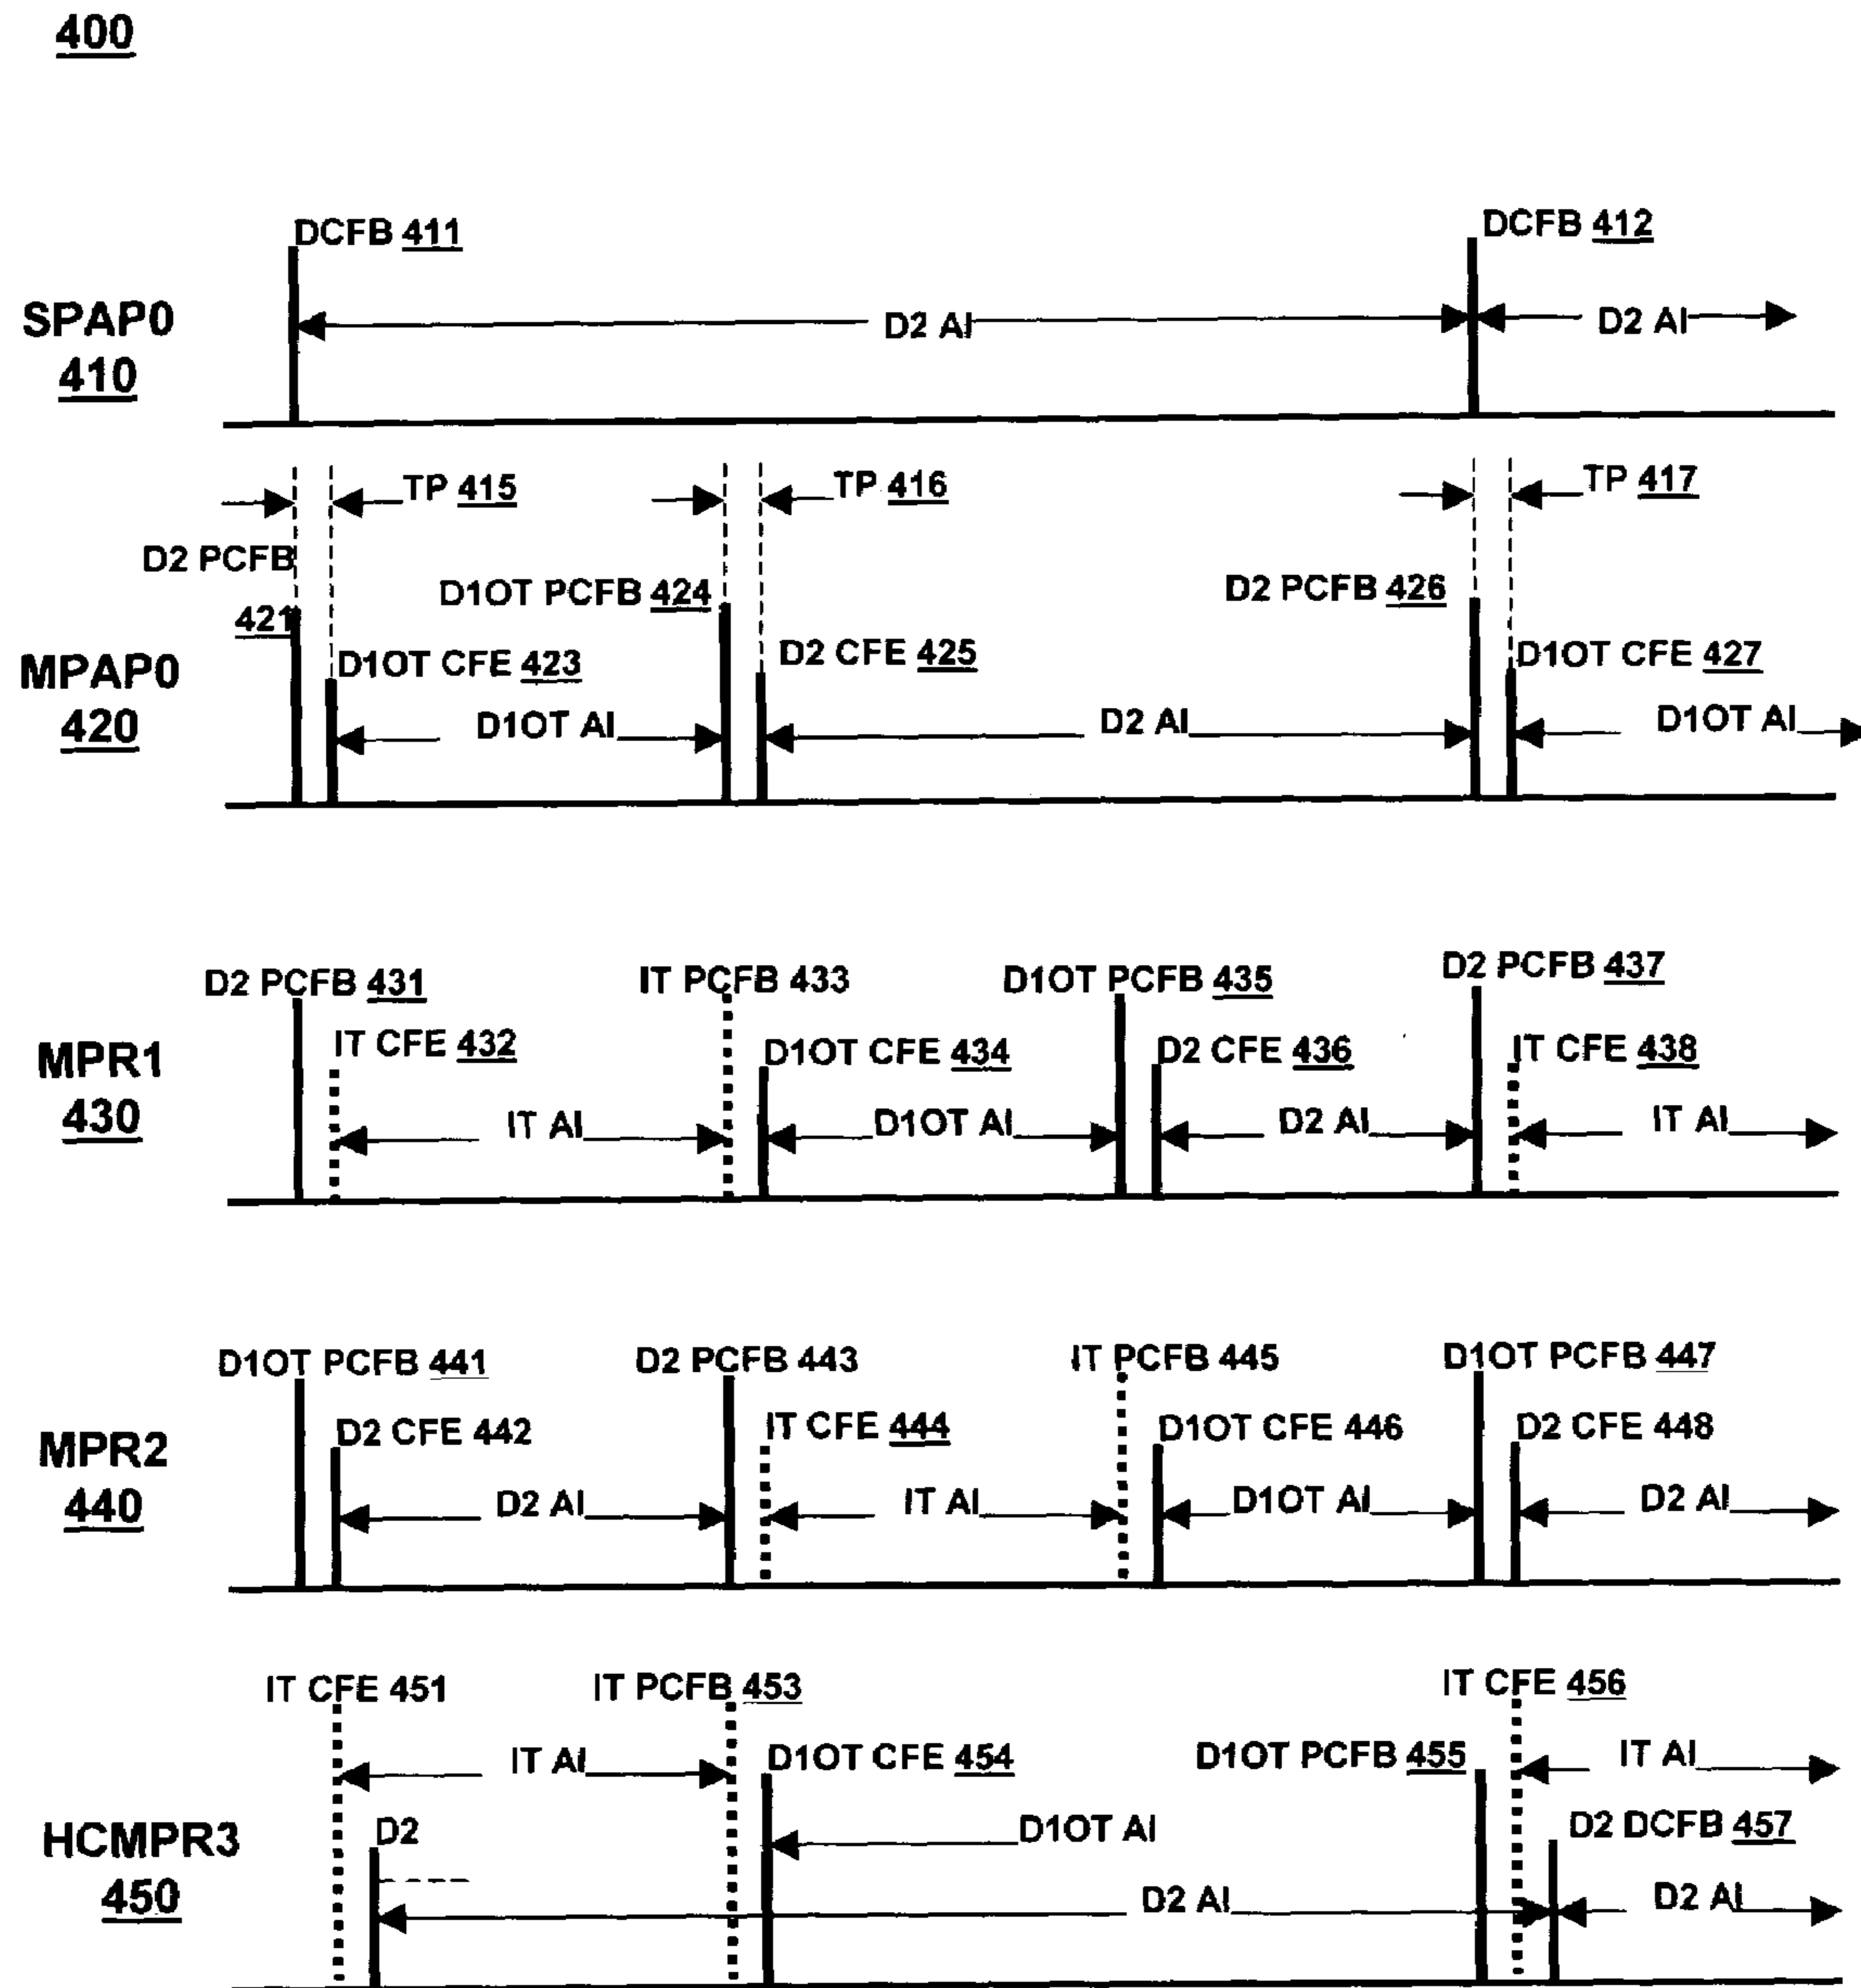 400
DCFB 411
DCFB 412
SPAP0
410
D2 AI
D2 AI
TP 415
TP 416
TP 417
D2 PCFB
421
D1OT PCFB 424
D2 PCFB 426
MPAP0
420
D1OT CFE 423
D2 CFE 425
D1OT CFE 427
D1OT AI
D2 AI
D1OT AI
D2 PCFB 431
IT PCFB 433
D1OT PCFB 435
D2 PCFB 437
MPR1
430
IT CFE 432
D1OT CFE 434
D2 CFE 436
IT CFE 438
IT AI
D1OT AI
D2 AI
IT AI
D1OT PCFB 441
D2 PCFB 443
IT PCFB 445
D1OT PCFB 447
MPR2
440
D2 CFE 442
IT CFE 444
D1OT CFE 446
D2 CFE 448
D2 AI
IT AI
D1OT AI
D2 AI
IT CFE 451
IT PCFB 453
IT CFE 456
IT AI
D1OT CFE 454
D1OT PCFB 455
IT AI
HCMPR3
450
D2
D1OT AI
D2 DCFB 457
D2 AI
D2 AI